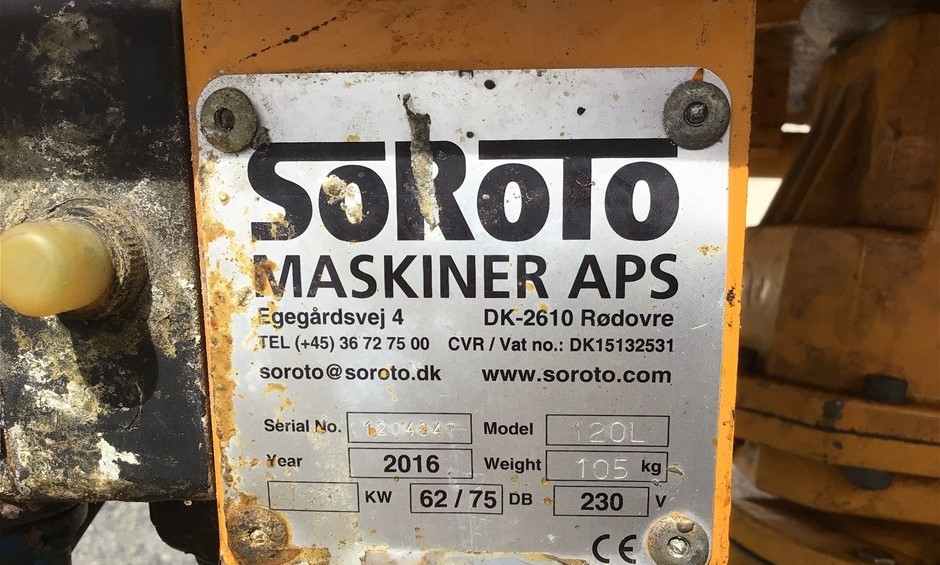 SoRoTo
MASKINER APS
Egegårdsvej 4 DK-2610 Rødovre
TEL (+45) 36 72 75 00 CVR / Vat no.: DK15132531
soroto@soroto.dk www.soroto.com
Serial No. Model 120L
Year 2016 Weight 105 kg
KW 62 / 75 DB 230 V
CE